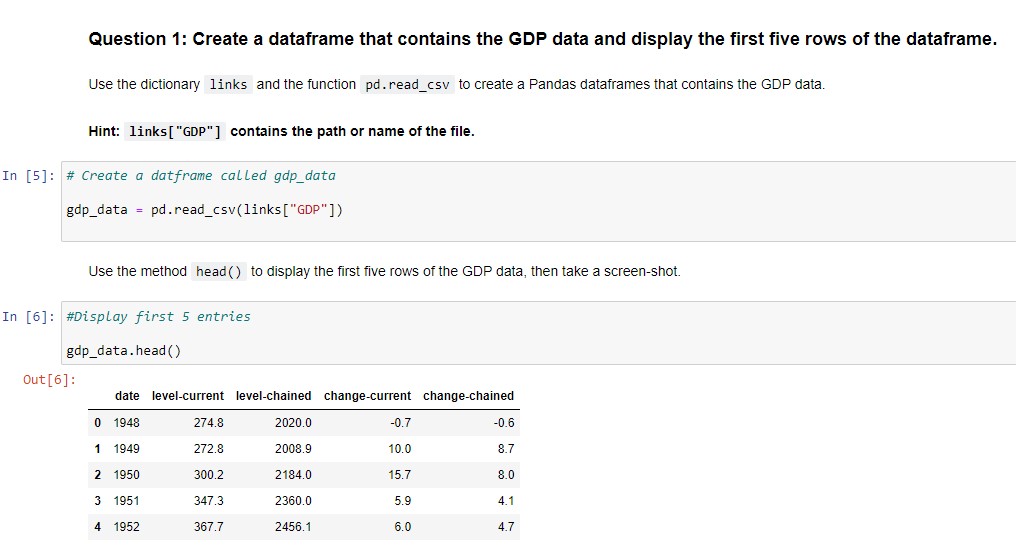 Question 1: Create a dataframe that contains the GDP data and display the first five rows of the dataframe.
Use the dictionary links and the function pd.read_csv to create a Pandas dataframes that contains the GDP data.
Hint: links["GDP"] contains the path or name of the file.
In [5]: # Create a datframe called gdp_data
gdp_data = pd.read_csv(links["GDP"])
Use the method head() to display the first five rows of the GDP data, then take a screen-shot.
In [6]: #Display first 5 entries
gdp_data.head()
Out[6]:
date level-current level-chained change-current change-chained
0 1948 274.8 2020.0 -0.7 -0.6
1 1949 272.8 2008.9 10.0 8.7
2 1950 300.2 2184.0 15.7 8.0
3 1951 347.3 2360.0 5.9 4.1
4 1952 367.7 2456.1 6.0 4.7